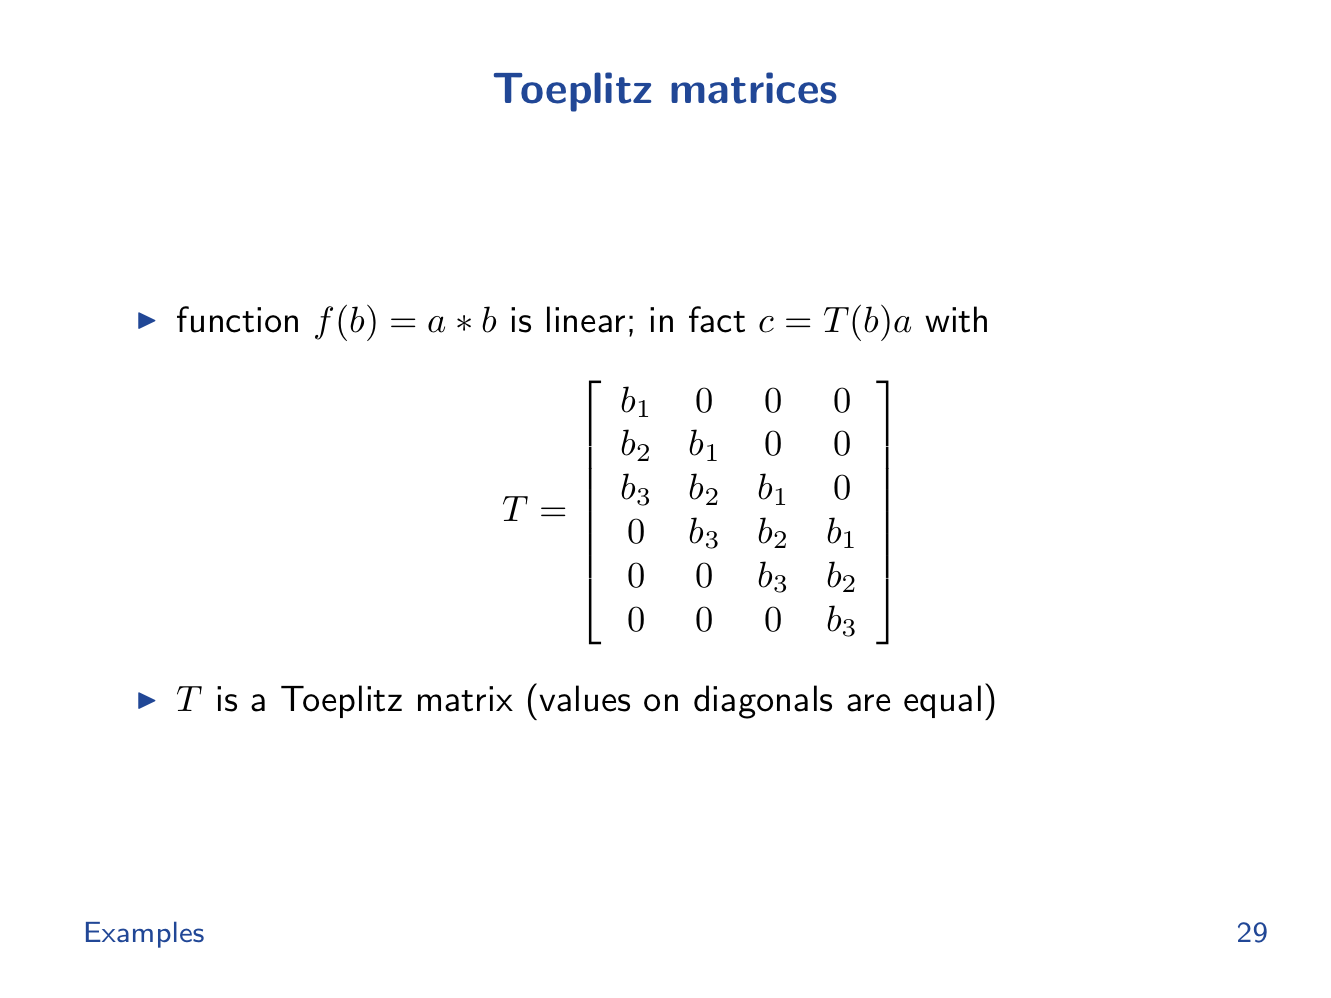 Toeplitz matrices
▶ function f(b) = a ∗ b is linear; in fact c = T(b)a with
T =
b₁ 0 0 0
b₂ b₁ 0 0
b₃ b₂ b₁ 0
0 b₃ b₂ b₁
0 0 b₃ b₂
0 0 0 b₃
▶ T is a Toeplitz matrix (values on diagonals are equal)
Examples 29